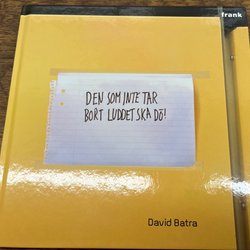 frank
DEN SOM INTE TAR
BORT LUDDET SKA DÖ!
David Batra